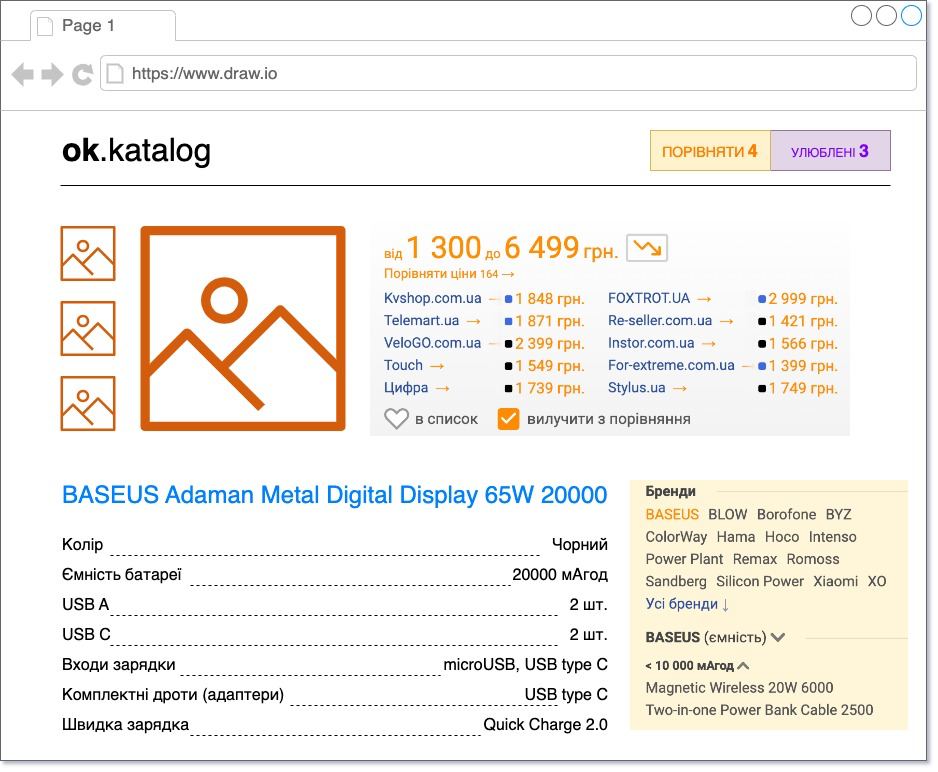 Page 1
https://www.draw.io
ok.katalog
ПОРІВНЯТИ 4
УЛЮБЛЕНІ 3
від 1 300 до 6 499 грн.
Порівняти ціни 164 →
Kvshop.com.ua → 1 848 грн.
FOXTROT.UA → 2 999 грн.
Telemart.ua → 1 871 грн.
Re-seller.com.ua → 1 421 грн.
VeloGO.com.ua → 2 399 грн.
Instor.com.ua → 1 566 грн.
Touch → 1 549 грн.
For-extreme.com.ua → 1 399 грн.
Цифра → 1 739 грн.
Stylus.ua → 1 749 грн.
в список
вилучити з порівняння
BASEUS Adaman Metal Digital Display 65W 20000
Колір Чорний
Ємність батареї 20000 мАгод
USB A 2 шт.
USB C 2 шт.
Входи зарядки microUSB, USB type C
Комплектні дроти (адаптери) USB type C
Швидка зарядка Quick Charge 2.0
Бренди
BASEUS BLOW Borofone BYZ
ColorWay Hama Hoco Intenso
Power Plant Remax Romoss
Sandberg Silicon Power Xiaomi XO
Усі бренди ↓
BASEUS (ємність)
< 10 000 мАгод
Magnetic Wireless 20W 6000
Two-in-one Power Bank Cable 2500